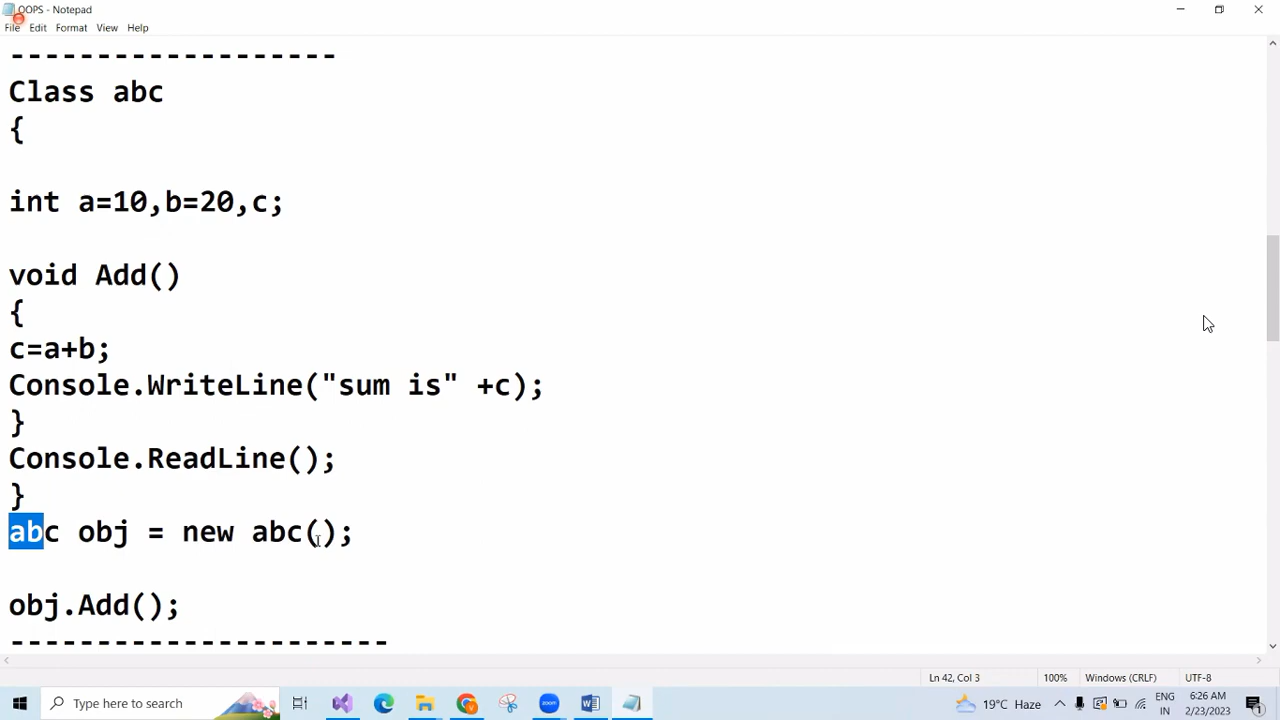 OOPS - Notepad
File Edit Format View Help
-------------------
Class abc
{
int a=10,b=20,c;
void Add()
{
c=a+b;
Console.WriteLine("sum is" +c);
}
Console.ReadLine();
}
abc obj = new abc();
obj.Add();
----------------------
Ln 42, Col 3 100% Windows (CRLF) UTF-8
Type here to search
zoom
19°C Haze
ENG
IN
6:26 AM
2/23/2023
1